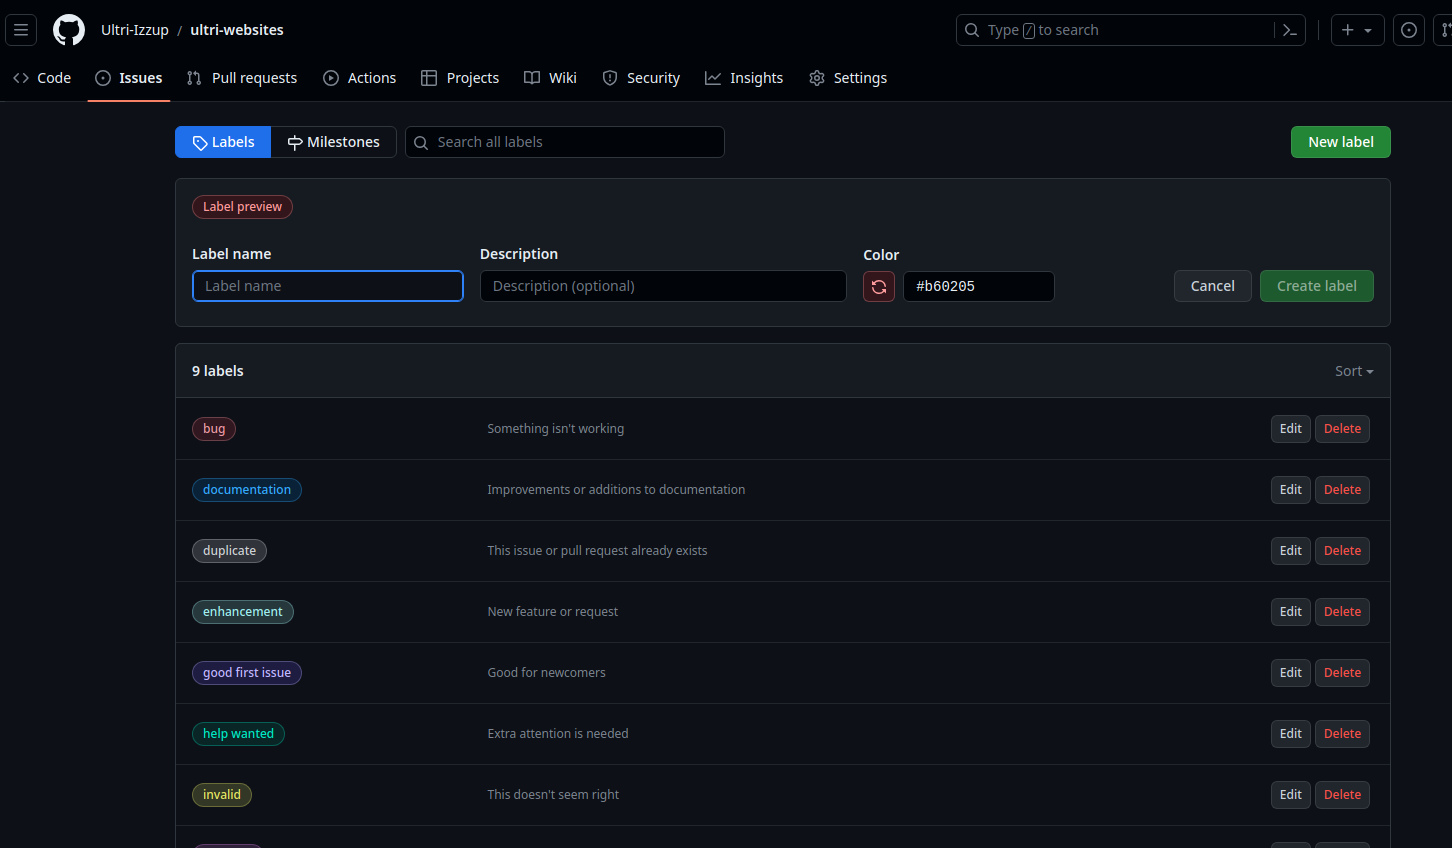 Ultri-Izzup / ultri-websites Type / to search
Code Issues Pull requests Actions Projects Wiki Security Insights Settings
Labels Milestones Search all labels New label
Label preview
Label name Description Color
Label name Description (optional) #b60205 Cancel Create label
9 labels Sort
bug Something isn't working Edit Delete
documentation Improvements or additions to documentation Edit Delete
duplicate This issue or pull request already exists Edit Delete
enhancement New feature or request Edit Delete
good first issue Good for newcomers Edit Delete
help wanted Extra attention is needed Edit Delete
invalid This doesn't seem right Edit Delete